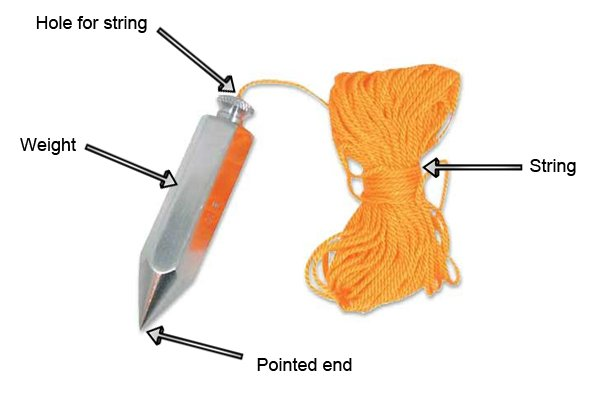 Hole for string
Weight
String
Pointed end